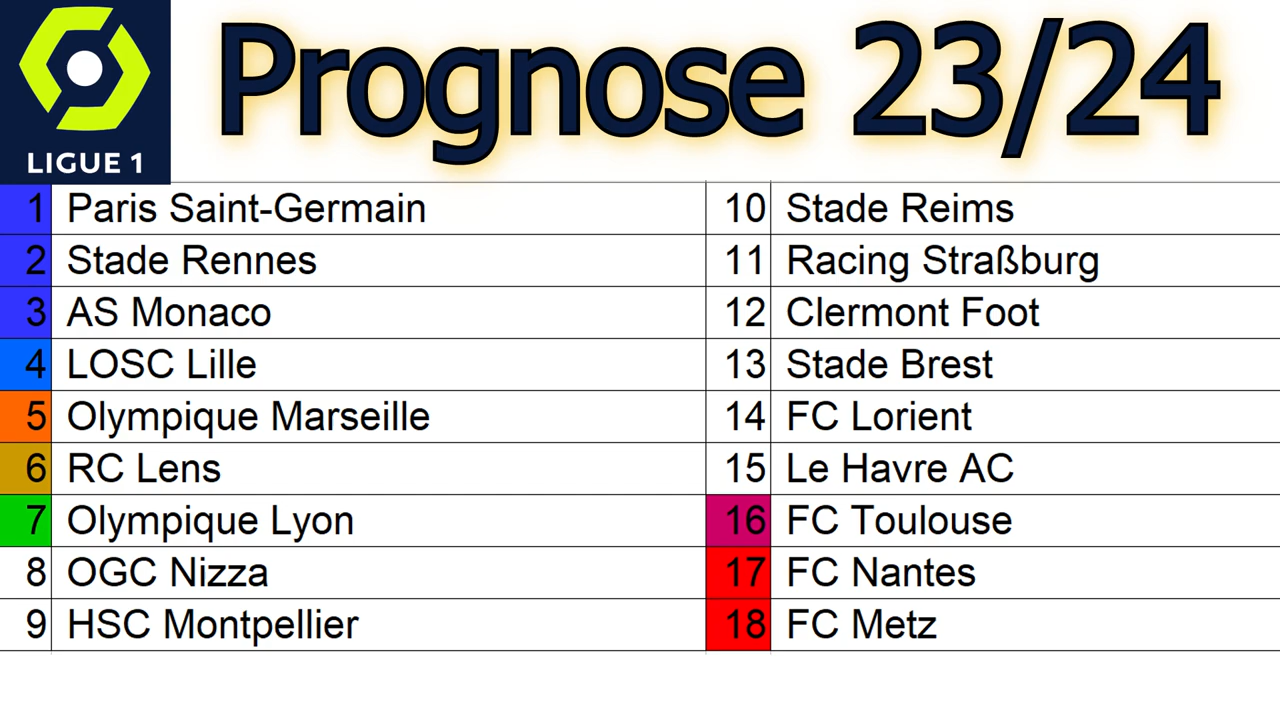 Prognose 23/24
LIGUE 1
1 Paris Saint-Germain
2 Stade Rennes
3 AS Monaco
4 LOSC Lille
5 Olympique Marseille
6 RC Lens
7 Olympique Lyon
8 OGC Nizza
9 HSC Montpellier
10 Stade Reims
11 Racing Straßburg
12 Clermont Foot
13 Stade Brest
14 FC Lorient
15 Le Havre AC
16 FC Toulouse
17 FC Nantes
18 FC Metz